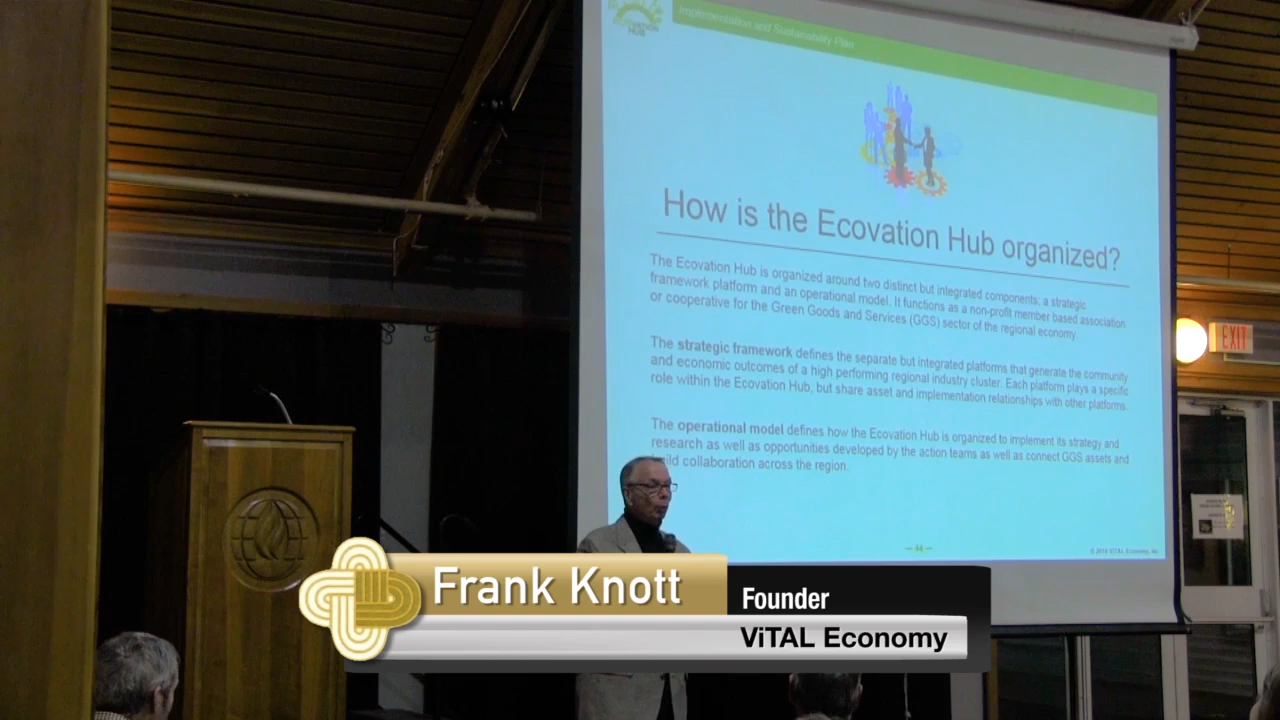 HUB
Implementation and Sustainability Plan
How is the Ecovation Hub organized?
The Ecovation Hub is organized around two distinct but integrated components; a strategic
framework platform and an operational model. It functions as a non-profit member based association
or cooperative for the Green Goods and Services (GGS) sector of the regional economy.
The strategic framework defines the separate but integrated platforms that generate the community
and economic outcomes of a high performing regional industry cluster. Each platform plays a specific
role within the Ecovation Hub, but share asset and implementation relationships with other platforms.
The operational model defines how the Ecovation Hub is organized to implement its strategy and
research as well as opportunities developed by the action teams as well as connect GGS assets and
collaboration across the region.
EXIT
Frank Knott
Founder
ViTAL Economy